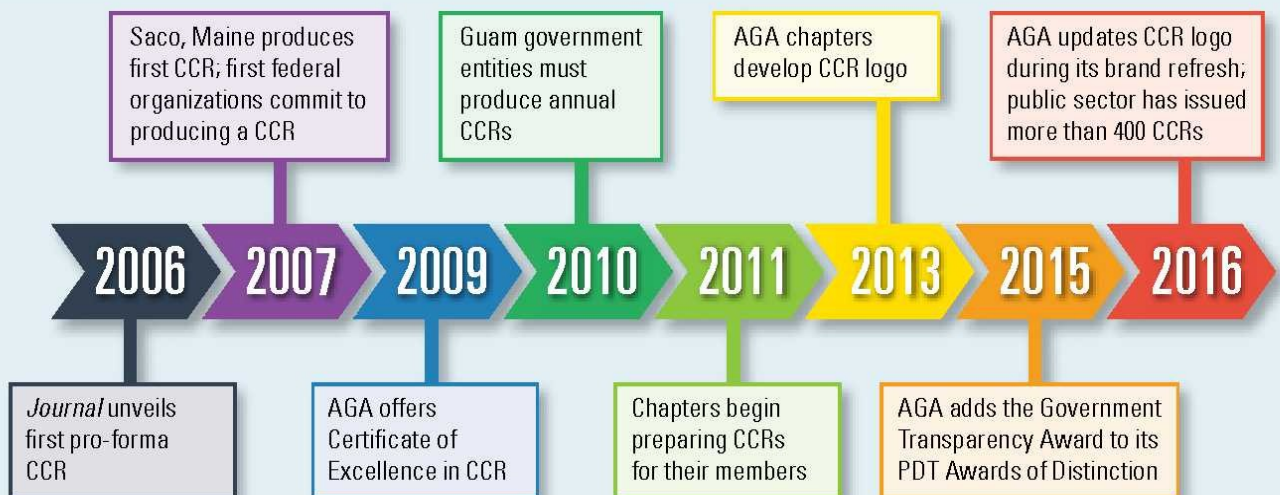 Saco, Maine produces
first CCR; first federal
organizations commit to
producing a CCR
Guam government
entities must
produce annual
CCRs
AGA chapters
develop CCR logo
AGA updates CCR logo
during its brand refresh;
public sector has issued
more than 400 CCRs
2006 2007 2009 2010 2011 2013 2015 2016
Journal unveils
first pro-forma
CCR
AGA offers
Certificate of
Excellence in CCR
Chapters begin
preparing CCRs
for their members
AGA adds the Government
Transparency Award to its
PDT Awards of Distinction